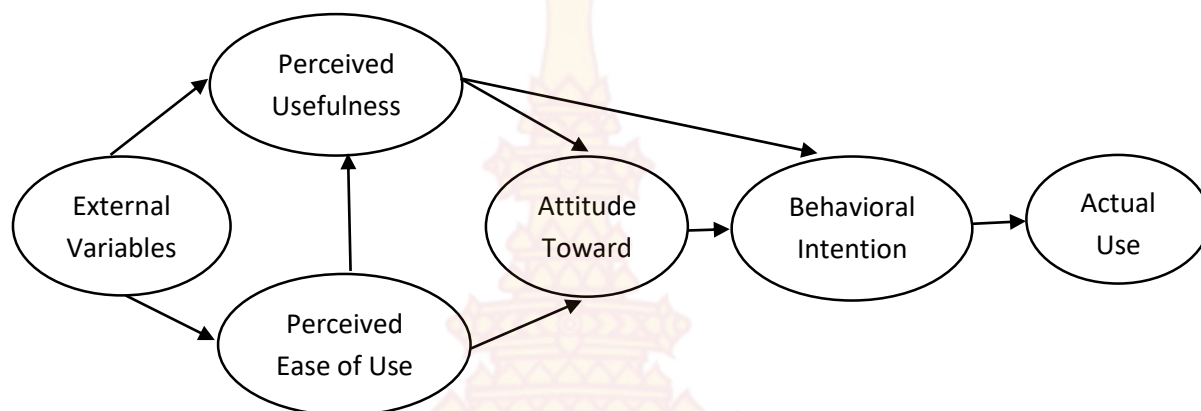 Perceived
Usefulness
External
Variables
Attitude
Toward
Behavioral
Intention
Actual
Use
Perceived
Ease of Use